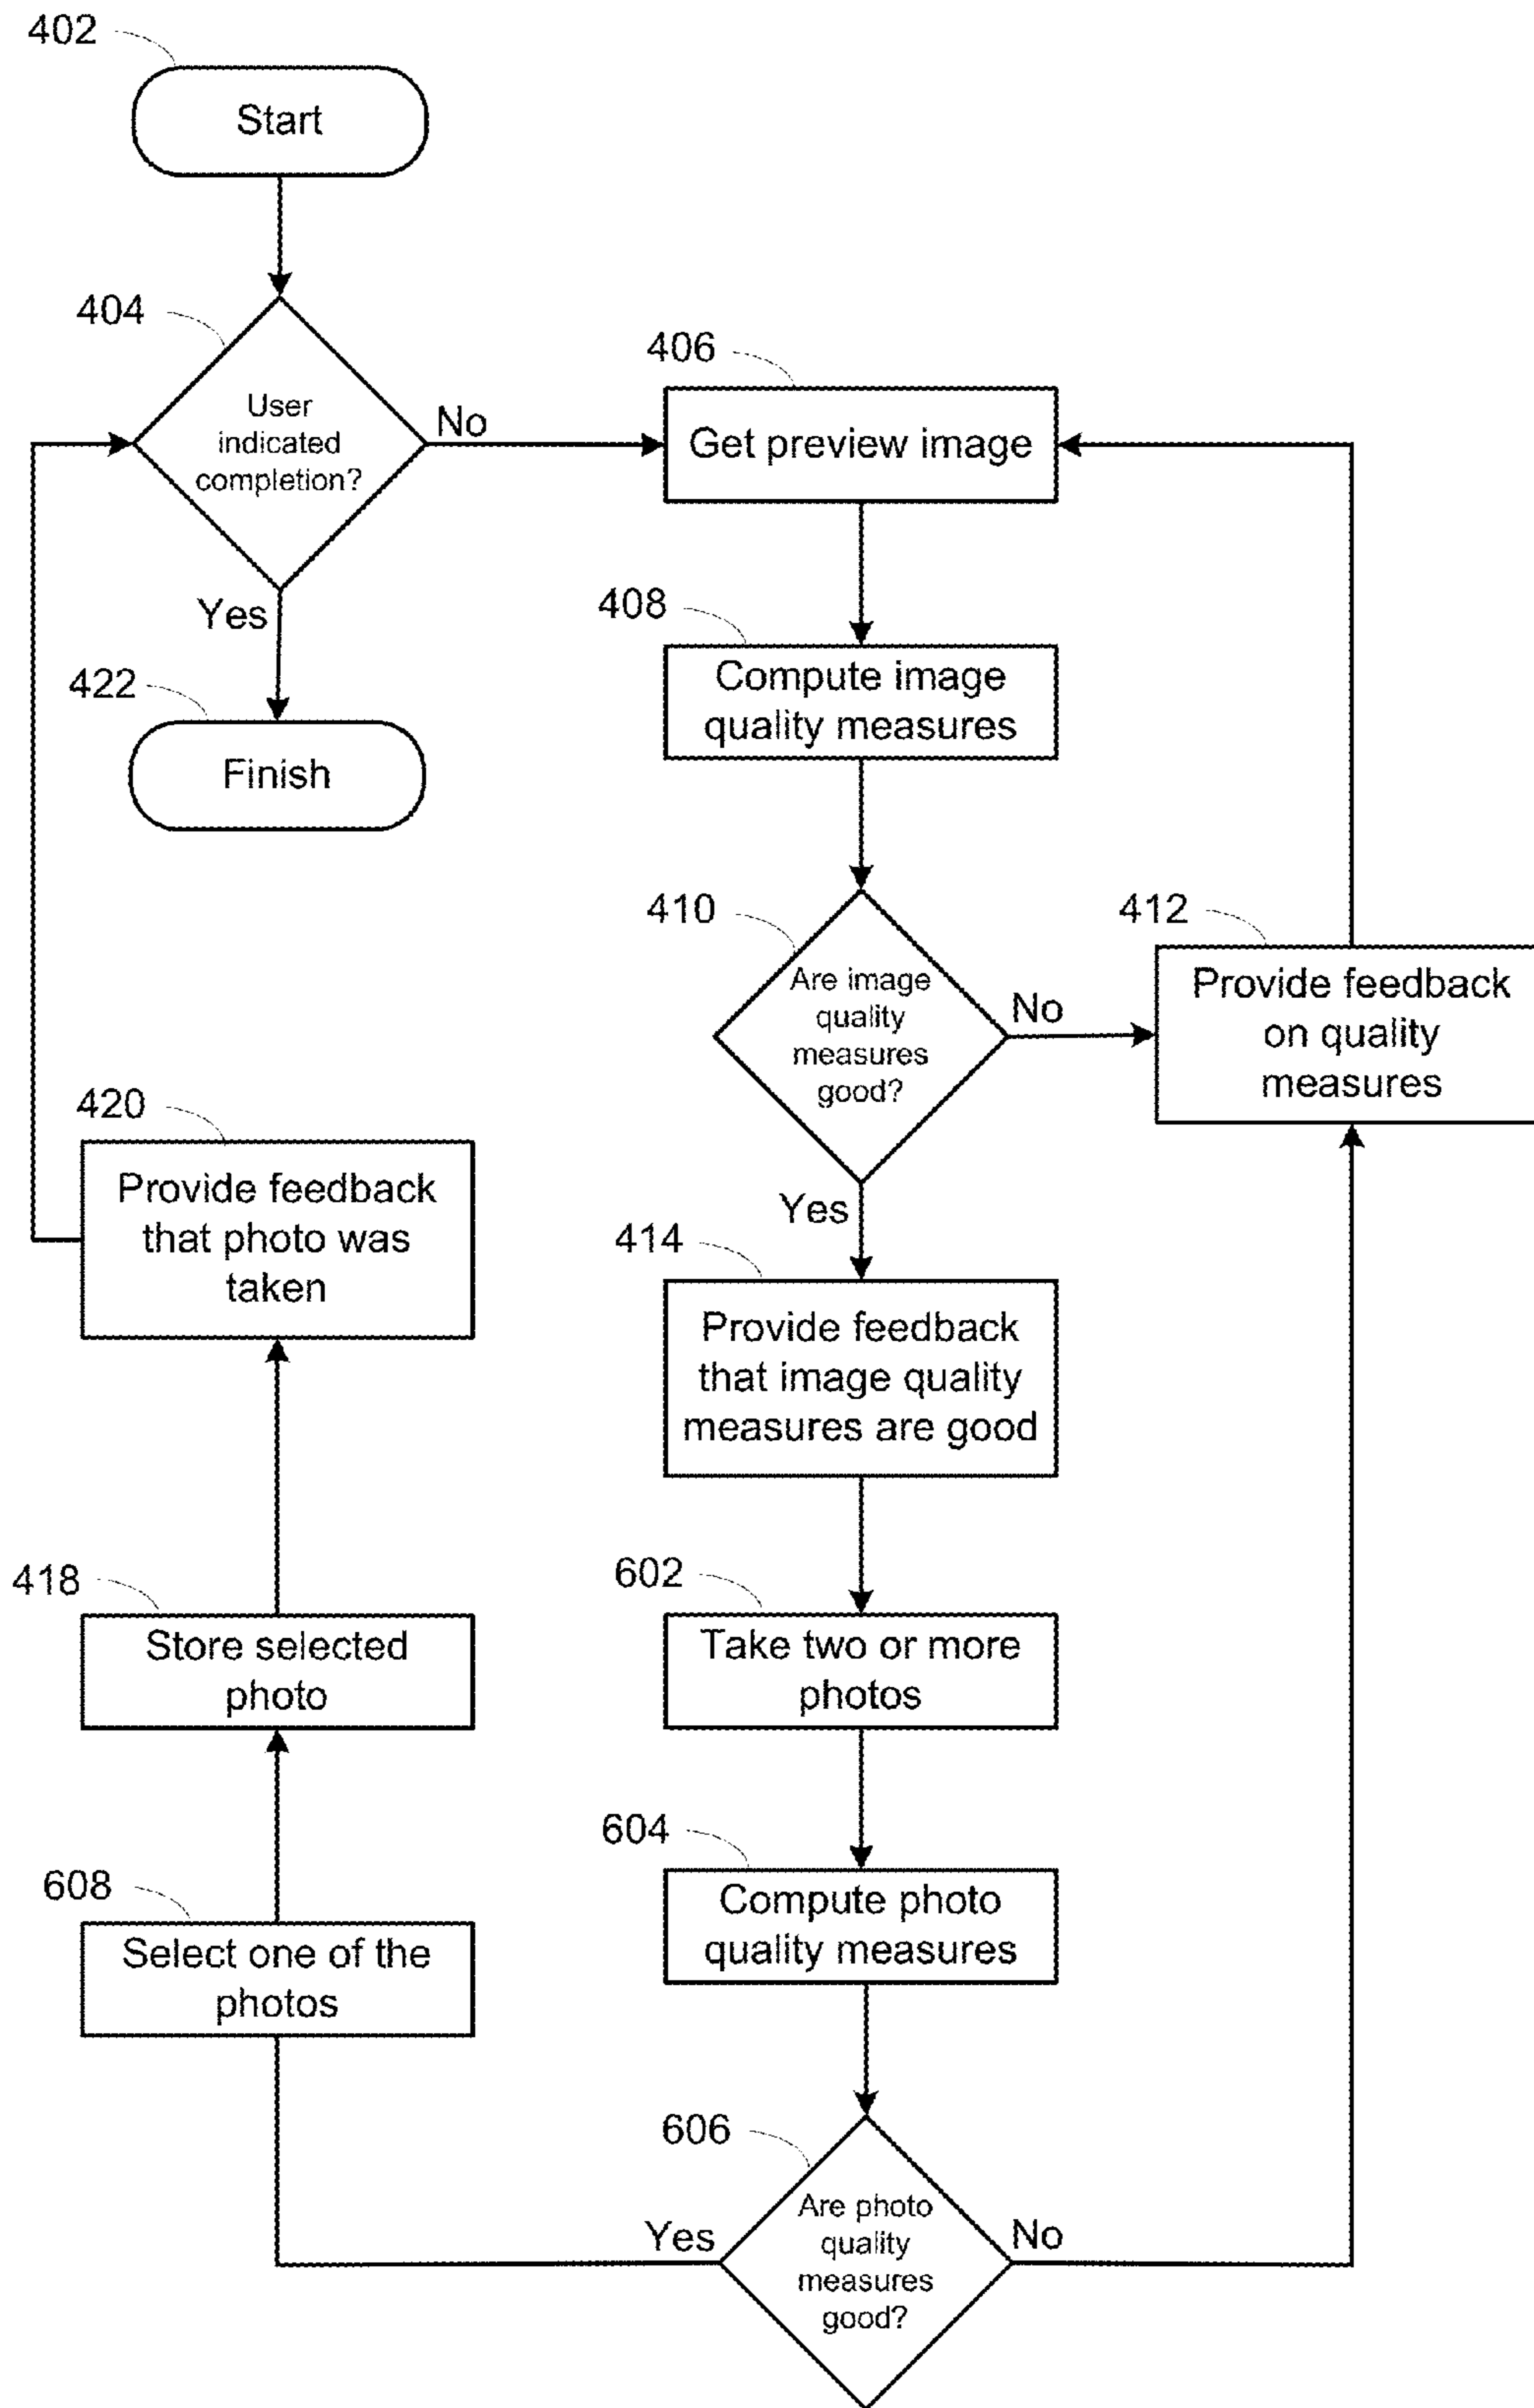 402
Start
404
User
indicated
completion?
No
Yes
406
Get preview image
422
Finish
408
Compute image
quality measures
410
Are image
quality
measures
good?
No
Yes
412
Provide feedback
on quality
measures
414
Provide feedback
that image quality
measures are good
420
Provide feedback
that photo was
taken
602
Take two or more
photos
418
Store selected
photo
604
Compute photo
quality measures
608
Select one of the
photos
606
Are photo
quality
measures
good?
Yes
No